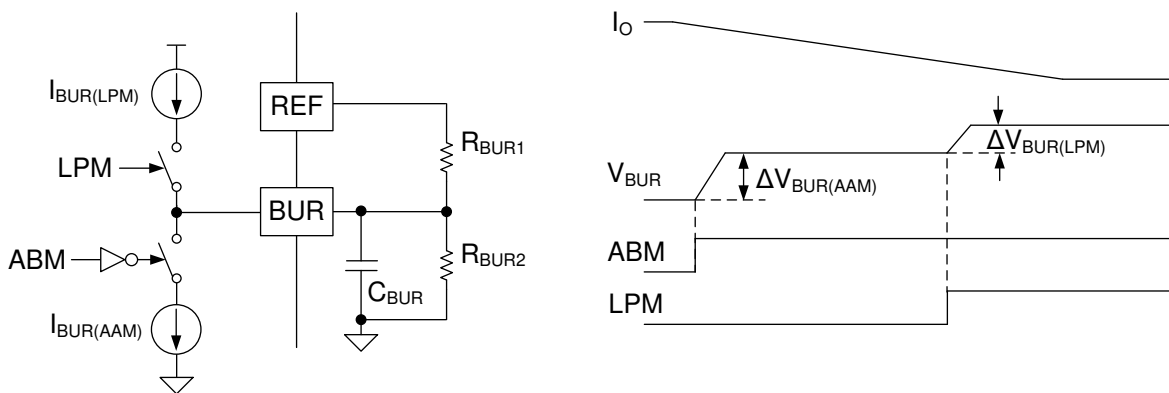 I_BUR(LPM)
REF
R_BUR1
LPM
BUR
R_BUR2
ABM
C_BUR
I_BUR(AAM)
I_O
ΔV_BUR(LPM)
V_BUR
ΔV_BUR(AAM)
ABM
LPM